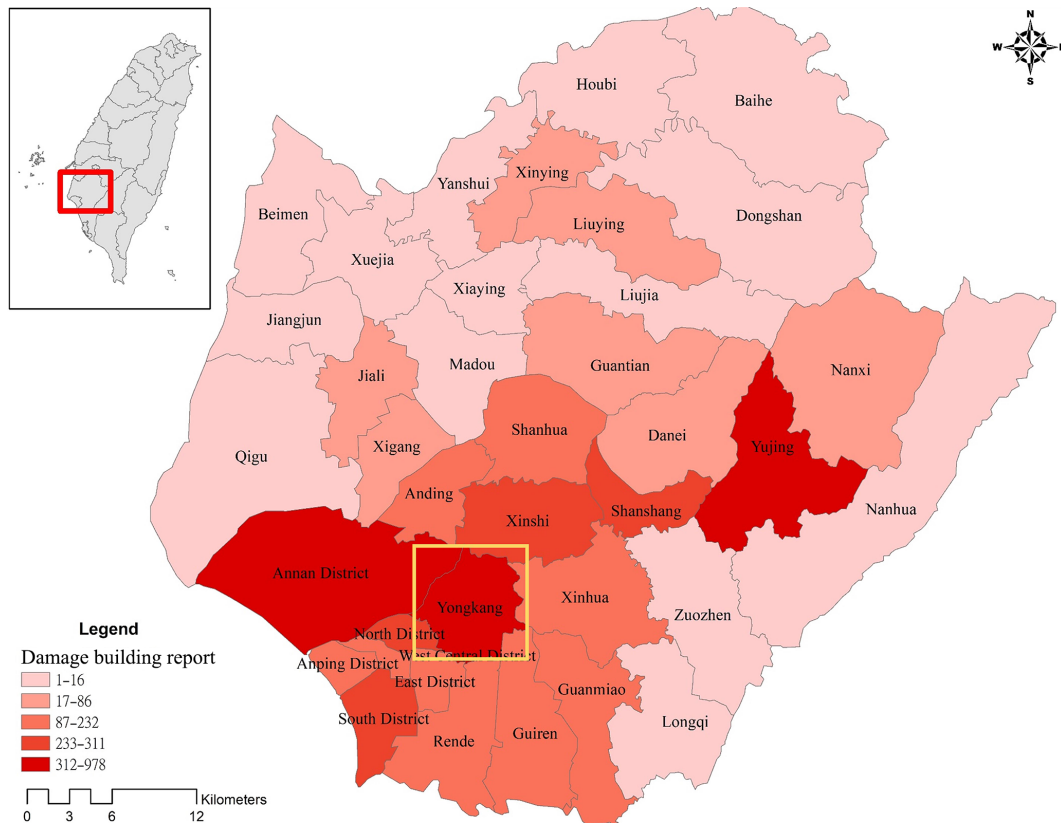 N
W
E
S
Houbi
Baihe
Xinying
Yanshui
Beimen
Liuying
Dongshan
Xuejia
Xiaying
Liujia
Jiangjun
Madou
Guantian
Nanxi
Jiali
Shanhua
Danei
Yujing
Xigang
Qigu
Anding
Xinshi
Shanshang
Nanhua
Annan District
Yongkang
Xinhua
Zuozhen
North District
West Central District
Anping District
East District
Guanmiao
South District
Longqi
Rende
Guiren
Legend
Damage building report
1–16
17–86
87–232
233–311
312–978
Kilometers
0 3 6 12